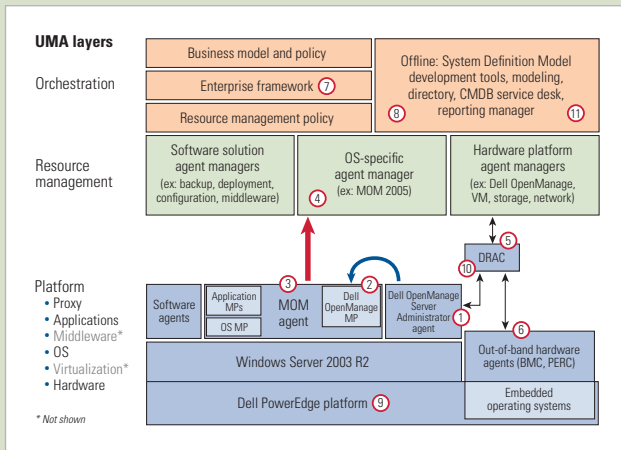 UMA layers
Orchestration
Business model and policy
Enterprise framework 7
Resource management policy
Offline: System Definition Model
development tools, modeling,
directory, CMDB service desk,
reporting manager
8
11
Resource
management
Software solution
agent managers
(ex: backup, deployment,
configuration, middleware)
OS-specific
agent manager
(ex: MOM 2005)
4
Hardware platform
agent managers
(ex: Dell OpenManage,
VM, storage, network)
5
DRAC
10
Platform
• Proxy
• Applications
• Middleware*
• OS
• Virtualization*
• Hardware
* Not shown
Software
agents
Application
MPs
OS MP
3
MOM
agent
2
Dell
OpenManage
MP
Dell OpenManage
Server
Administrator
agent
1
6
Out-of-band hardware
agents (BMC, PERC)
Windows Server 2003 R2
Dell PowerEdge platform 9
Embedded
operating systems